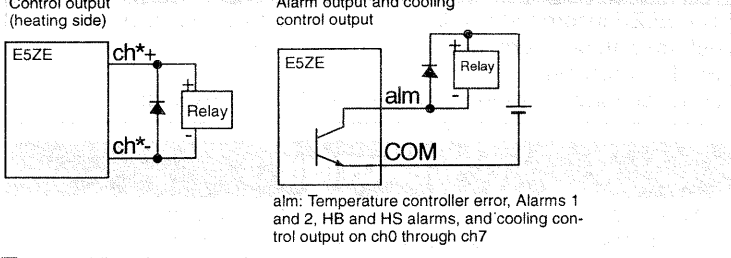 Control output
(heating side)
E5ZE
ch*+
+
Relay
-
ch*-
Alarm output and cooling
control output
E5ZE
+
Relay
-
alm
COM
alm: Temperature controller error, Alarms 1
and 2, HB and HS alarms, and cooling con-
trol output on ch0 through ch7